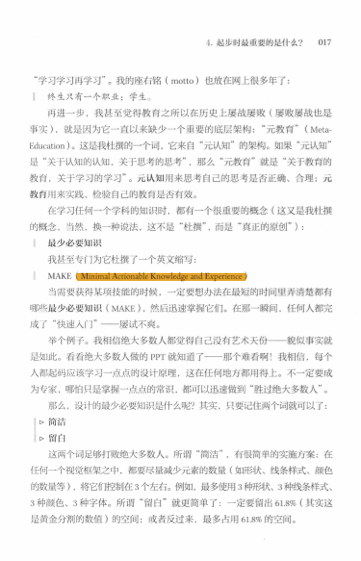 4. 起步时最重要的是什么? 017
“学习学习再学习”。我的座右铭（motto）也放在网上很多年了：
终生只有一个职业：学生。
再进一步，我甚至觉得教育之所以在历史上屡战屡败（屡败屡战也是
事实），就是因为它一直以来缺少一个重要的底层架构：“元教育”（Meta-
Education）。这是我杜撰的一个词，它来自“元认知”的架构。如果“元认知”
是“关于认知的认知，关于思考的思考”，那么“元教育”就是“关于教育的
教育，关于学习的学习”。元认知用来思考自己的思考是否正确、合理；元
教育用来实践、检验自己的教育是否有效。
在学习任何一个学科的知识时，都有一个很重要的概念（这又是我杜撰
的概念，当然，换一种说法，这不是“杜撰”，而是“真正的原创”）：
最少必要知识
我甚至专门为它杜撰了一个英文缩写：
MAKE（Minimal Actionable Knowledge and Experience）
当需要获得某项技能的时候，一定要想办法在最短的时间里弄清楚都有
哪些最少必要知识（MAKE），然后迅速掌握它们。在那一瞬间，任何人都完
成了“快速入门”——屡试不爽。
举个例子。我相信绝大多数人都觉得自己没有艺术天份——貌似事实就
是如此。看看绝大多数人做的 PPT 就知道了——那个难看啊！我相信，每个
人都起码应该学习一点点的设计原理，这在任何地方都用得上。不一定要成
为专家，哪怕只是掌握一点点的常识，都可以迅速做到“胜过绝大多数人”。
那么，设计的最少必要知识是什么呢？其实，只要记住两个词就可以了：
▷ 简洁
▷ 留白
这两个词足够打败绝大多数人。所谓“简洁”，有很简单的实施方案：在
任何一个视觉框架之中，都要尽量减少元素的数量（如形状、线条样式、颜色
的数量等），将它们控制在 3 个左右。例如，最多使用 3 种形状、3 种线条样式、
3 种颜色、3 种字体。所谓“留白”就更简单了：一定要留出 61.8%（其实这
是黄金分割的数值）的空间；或者反过来，最多占用 61.8% 的空间。